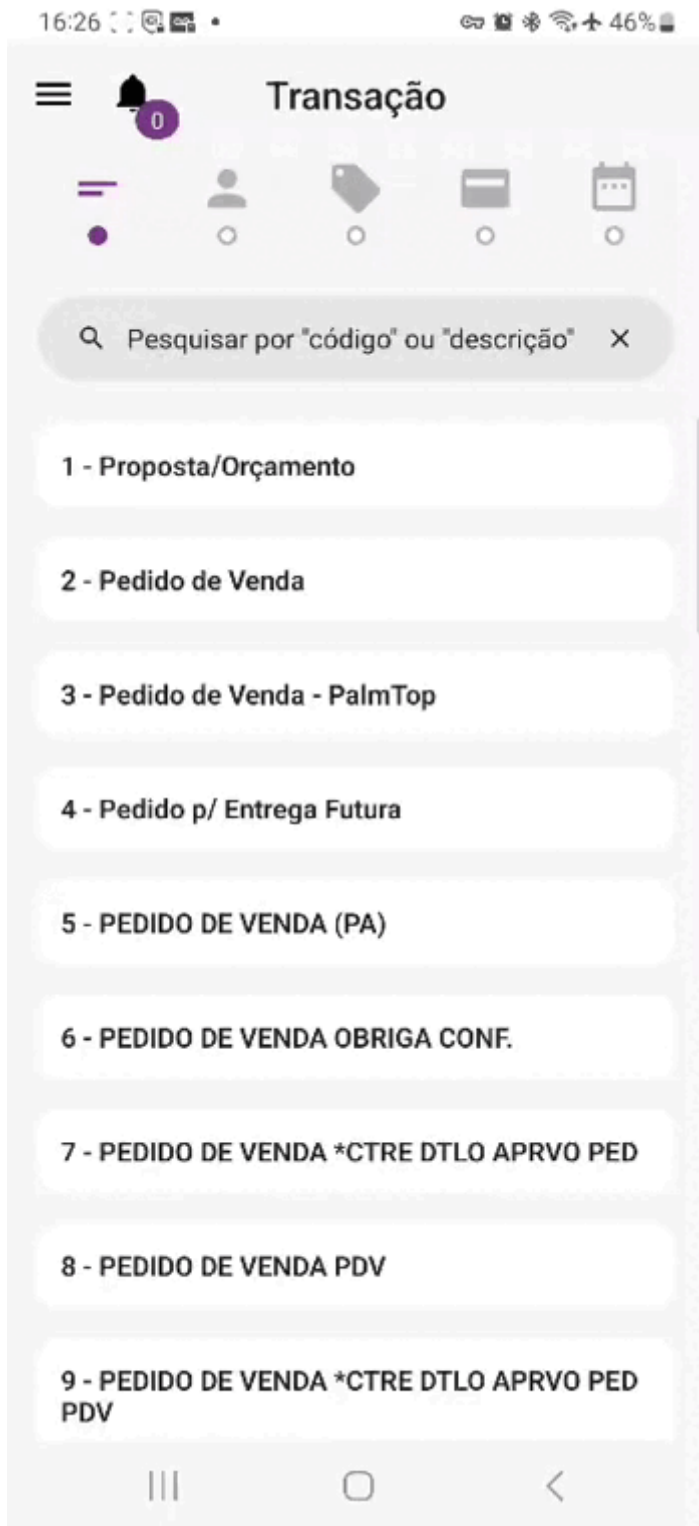 16:26 46%
0
Transação
Pesquisar por "código" ou "descrição"
1 - Proposta/Orçamento
2 - Pedido de Venda
3 - Pedido de Venda - PalmTop
4 - Pedido p/ Entrega Futura
5 - PEDIDO DE VENDA (PA)
6 - PEDIDO DE VENDA OBRIGA CONF.
7 - PEDIDO DE VENDA *CTRE DTLO APRVO PED
8 - PEDIDO DE VENDA PDV
9 - PEDIDO DE VENDA *CTRE DTLO APRVO PED
PDV